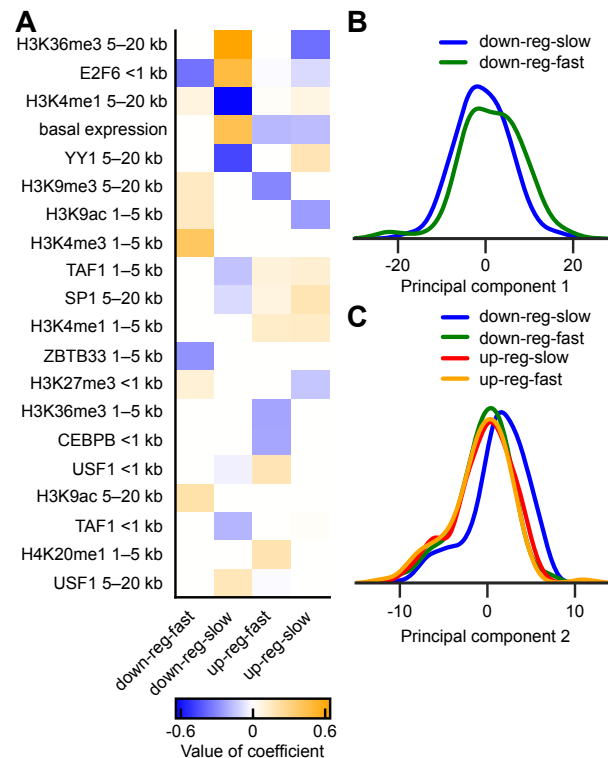 A
H3K36me3 5–20 kb
E2F6 <1 kb
H3K4me1 5–20 kb
basal expression
YY1 5–20 kb
H3K9me3 5–20 kb
H3K9ac 1–5 kb
H3K4me3 1–5 kb
TAF1 1–5 kb
SP1 5–20 kb
H3K4me1 1–5 kb
ZBTB33 1–5 kb
H3K27me3 <1 kb
H3K36me3 1–5 kb
CEBPB <1 kb
USF1 <1 kb
H3K9ac 5–20 kb
TAF1 <1 kb
H4K20me1 1–5 kb
USF1 5–20 kb
down-reg-fast
down-reg-slow
up-reg-fast
up-reg-slow
-0.6 0 0.6
Value of coefficient
B
down-reg-slow
down-reg-fast
-20 0 20
Principal component 1
C
down-reg-slow
down-reg-fast
up-reg-slow
up-reg-fast
-10 0 10
Principal component 2